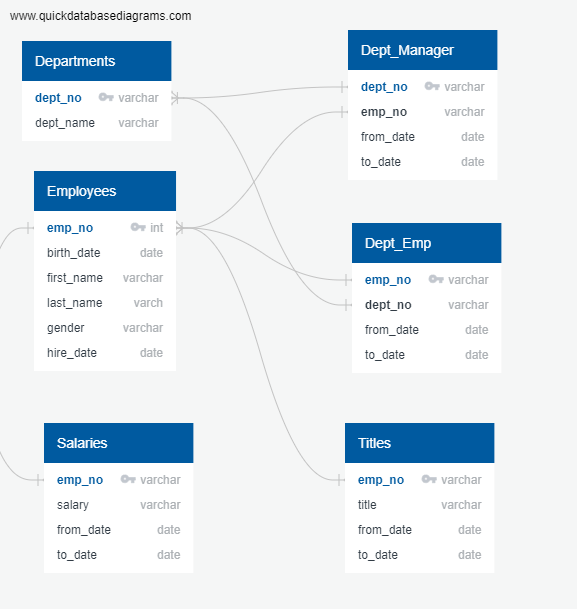 www.quickdatabasediagrams.com
Departments
dept_no varchar
dept_name varchar
Dept_Manager
dept_no varchar
emp_no varchar
from_date date
to_date date
Employees
emp_no int
birth_date date
first_name varchar
last_name varch
gender varchar
hire_date date
Dept_Emp
emp_no varchar
dept_no varchar
from_date date
to_date date
Salaries
emp_no varchar
salary varchar
from_date date
to_date date
Titles
emp_no varchar
title varchar
from_date date
to_date date